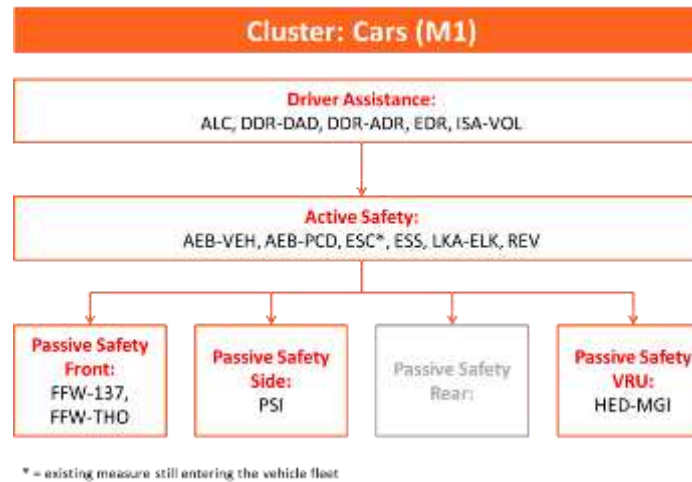 Cluster: Cars (M1)
Driver Assistance:
ALC, DDR-DAD, DDR-ADR, EDR, ISA-VOL
Active Safety:
AEB-VEH, AEB-PCD, ESC*, ESS, LKA-ELK, REV
Passive Safety
Front:
FFW-137,
FFW-THO
Passive Safety
Side:
PSI
Passive Safety
Rear:
Passive Safety
VRU:
HED-MGI
* = existing measure still entering the vehicle fleet